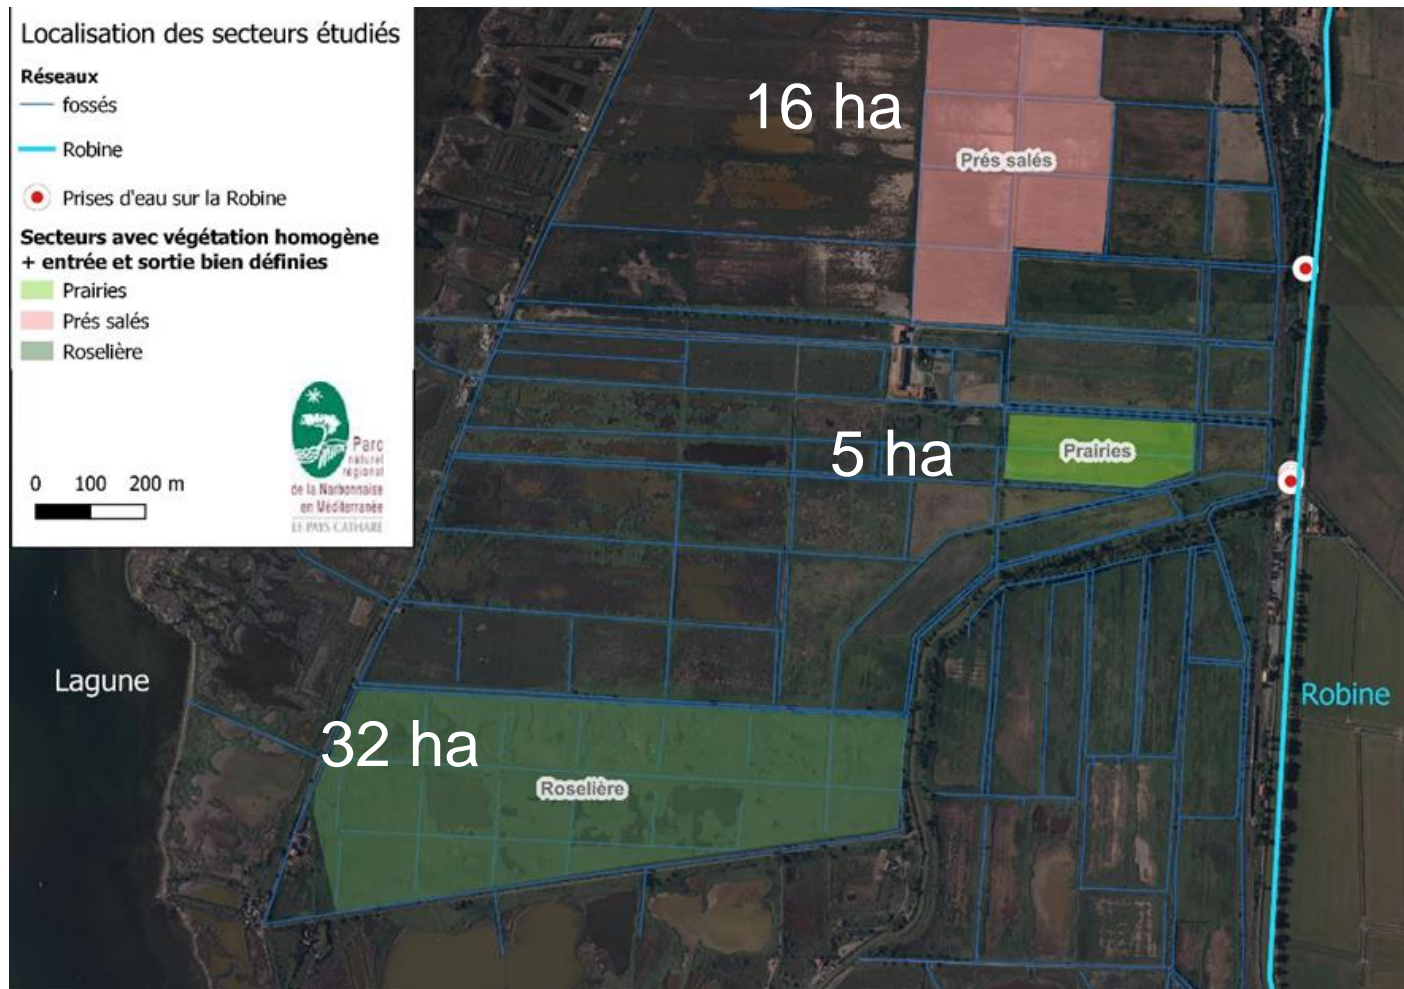 Localisation des secteurs étudiés
Réseaux
fossés
Robine
Prises d'eau sur la Robine
Secteurs avec végétation homogène
+ entrée et sortie bien définies
Prairies
Prés salés
Roselière
Parc
naturel
régional
de la Narbonnaise
en Méditerranée
LE PAYS CATHARE
0 100 200 m
16 ha
Prés salés
5 ha
Prairies
Lagune
Robine
32 ha
Roselière